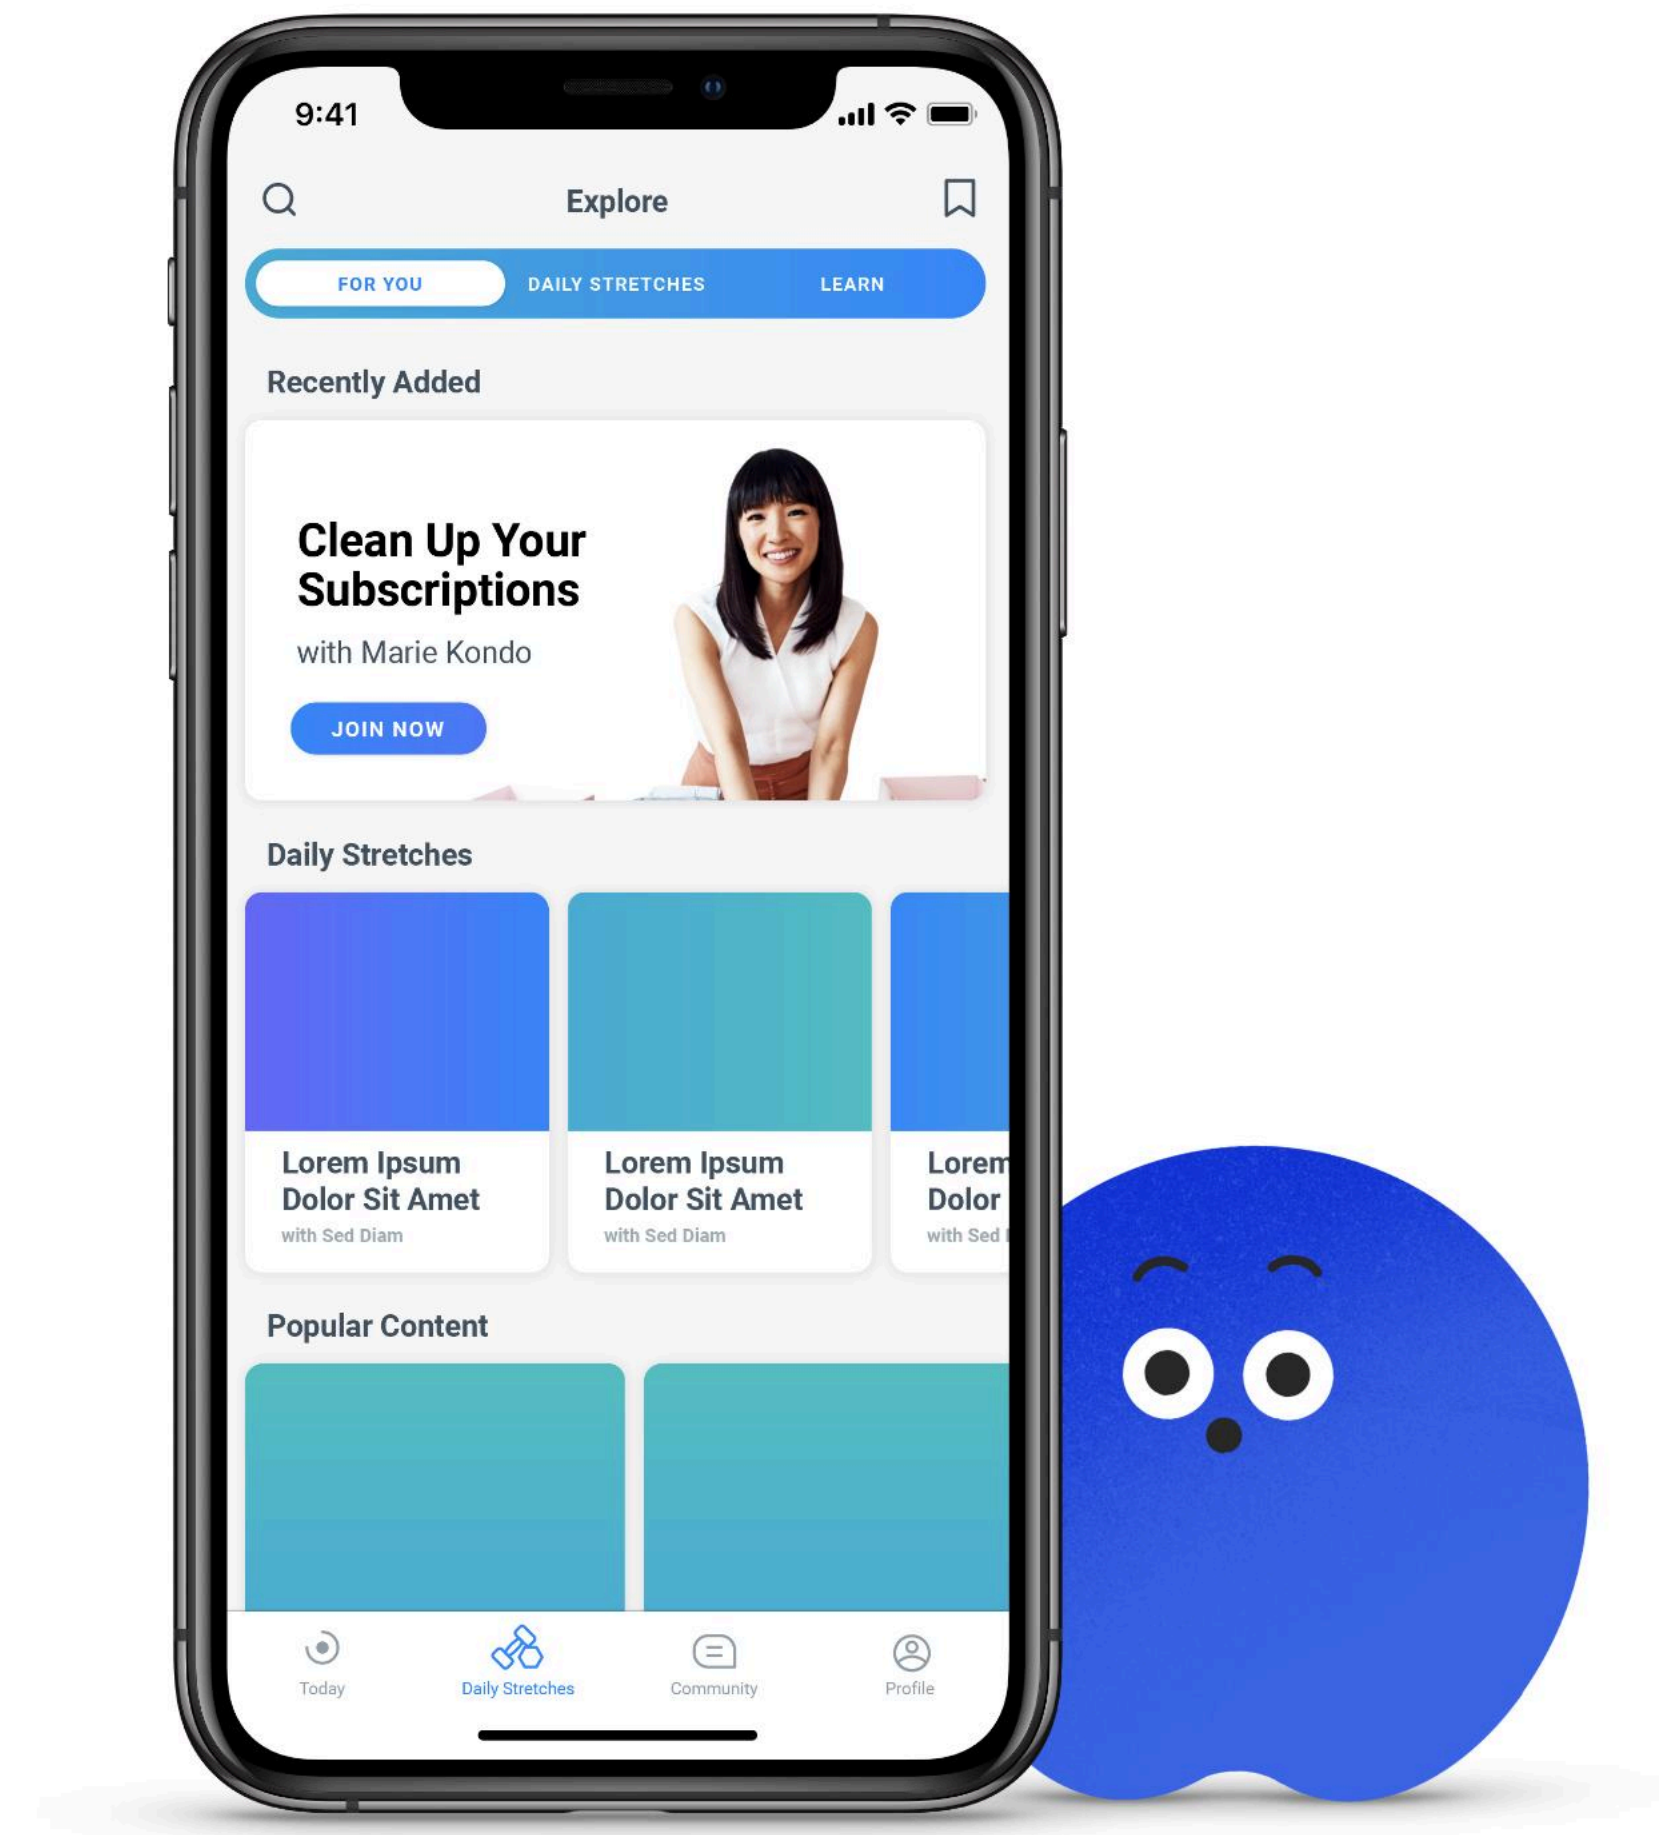 9:41
Explore
FOR YOU
DAILY STRETCHES
LEARN
Recently Added
Clean Up Your
Subscriptions
with Marie Kondo
JOIN NOW
Daily Stretches
Lorem Ipsum
Dolor Sit Amet
with Sed Diam
Lorem Ipsum
Dolor Sit Amet
with Sed Diam
Lorem
Dolor
with Sed
Popular Content
Today
Daily Stretches
Community
Profile